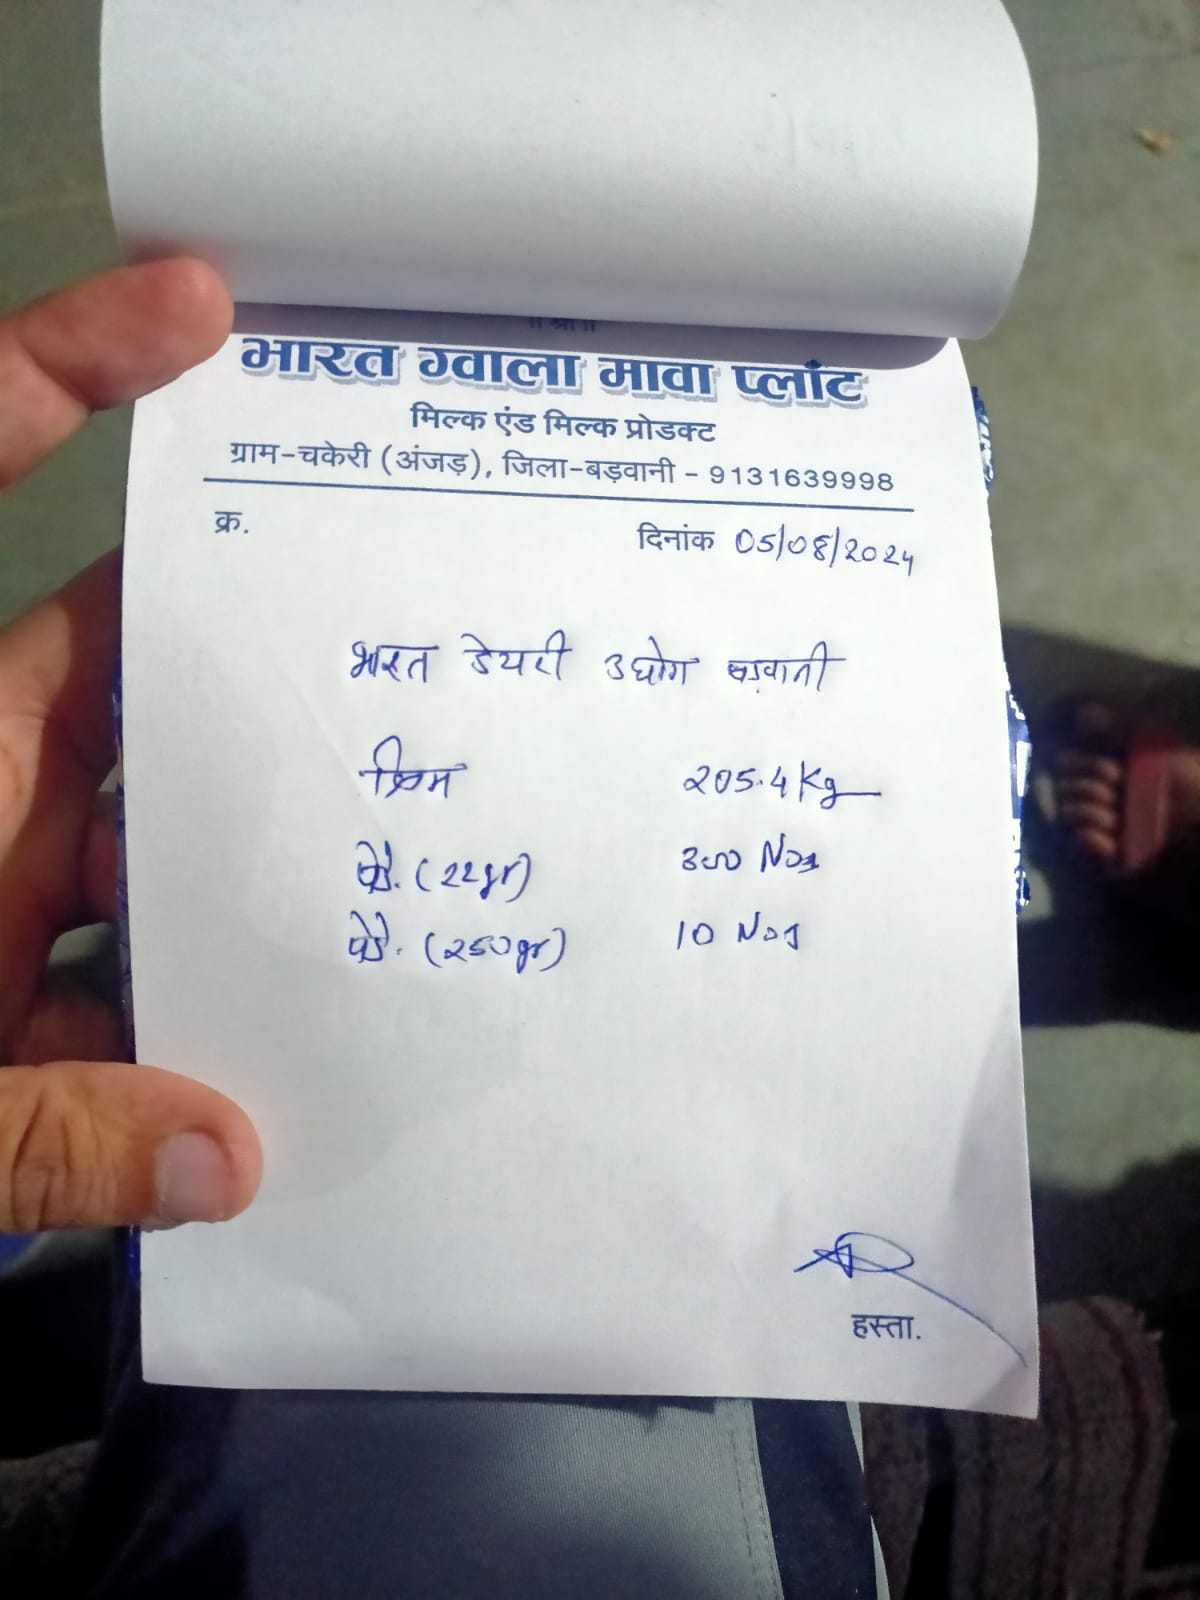 ॥ श्री ॥
भारत ग्वाला मावा प्लांट
मिल्क एंड मिल्क प्रोडक्ट
ग्राम-चकेरी (अंजड़), जिला-बड़वानी - 9131639998
क्र. दिनांक 05/08/2024
भारत डेयरी उद्योग बड़वानी
क्रिम 205.4 Kg
पेडे. (22gr) 300 Nos
पेडे. (250gr) 10 Nos
हस्ता.